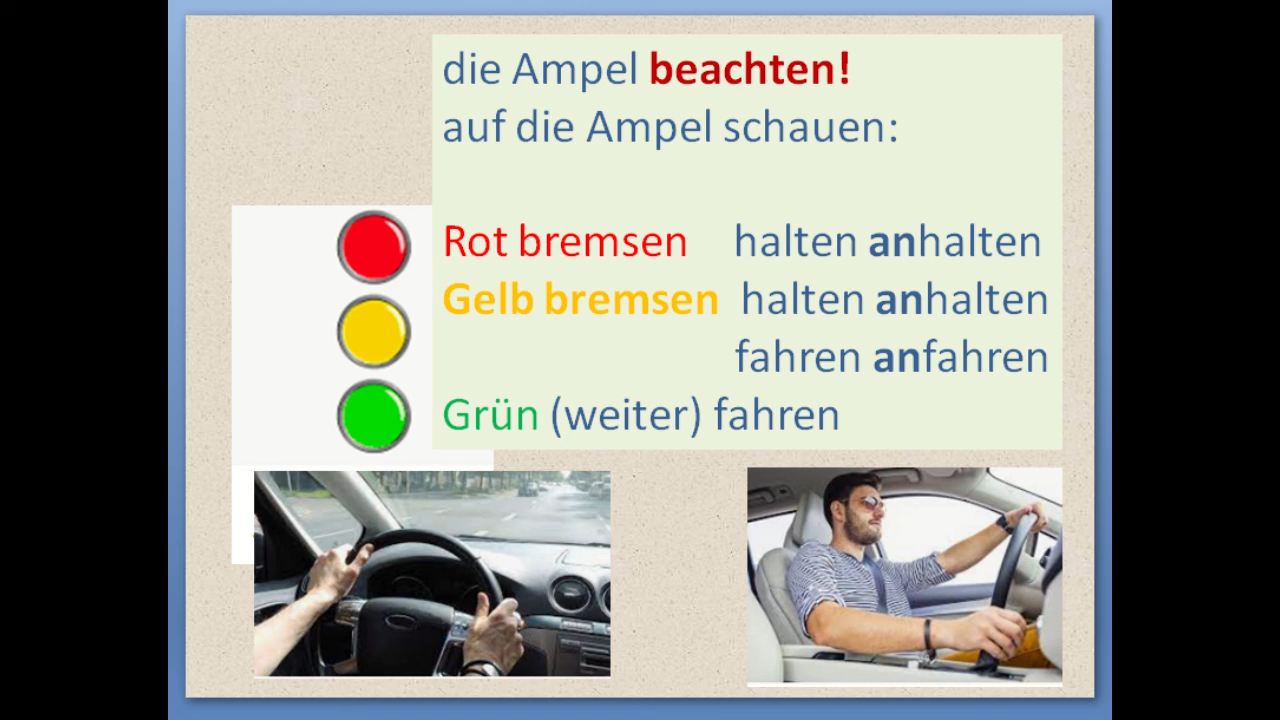 die Ampel beachten!
auf die Ampel schauen:
Rot bremsen halten anhalten
Gelb bremsen halten anhalten
fahren anfahren
Grün (weiter) fahren